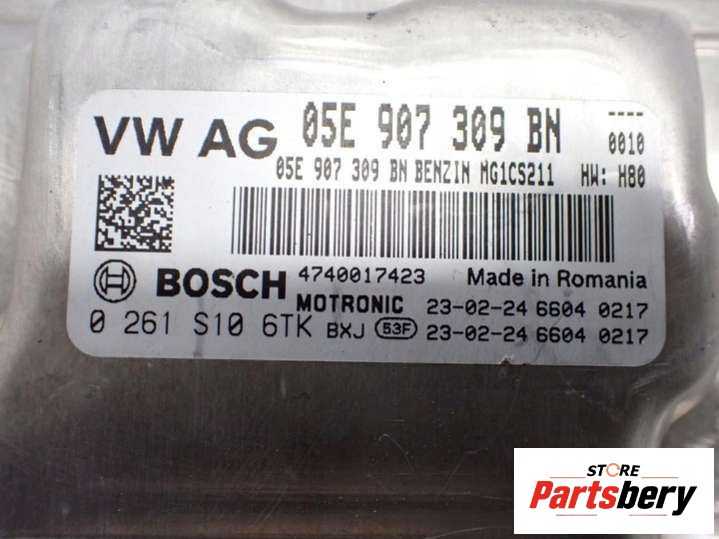 VW AG 05E 907 309 BN ----
0010
05E 907 309 BN BENZIN MG1CS211 HW: H80
BOSCH 4740017423 Made in Romania
MOTRONIC 23-02-24 6604 0217
0 261 S10 6TK BXJ 53F 23-02-24 6604 0217
STORE
Partsbery